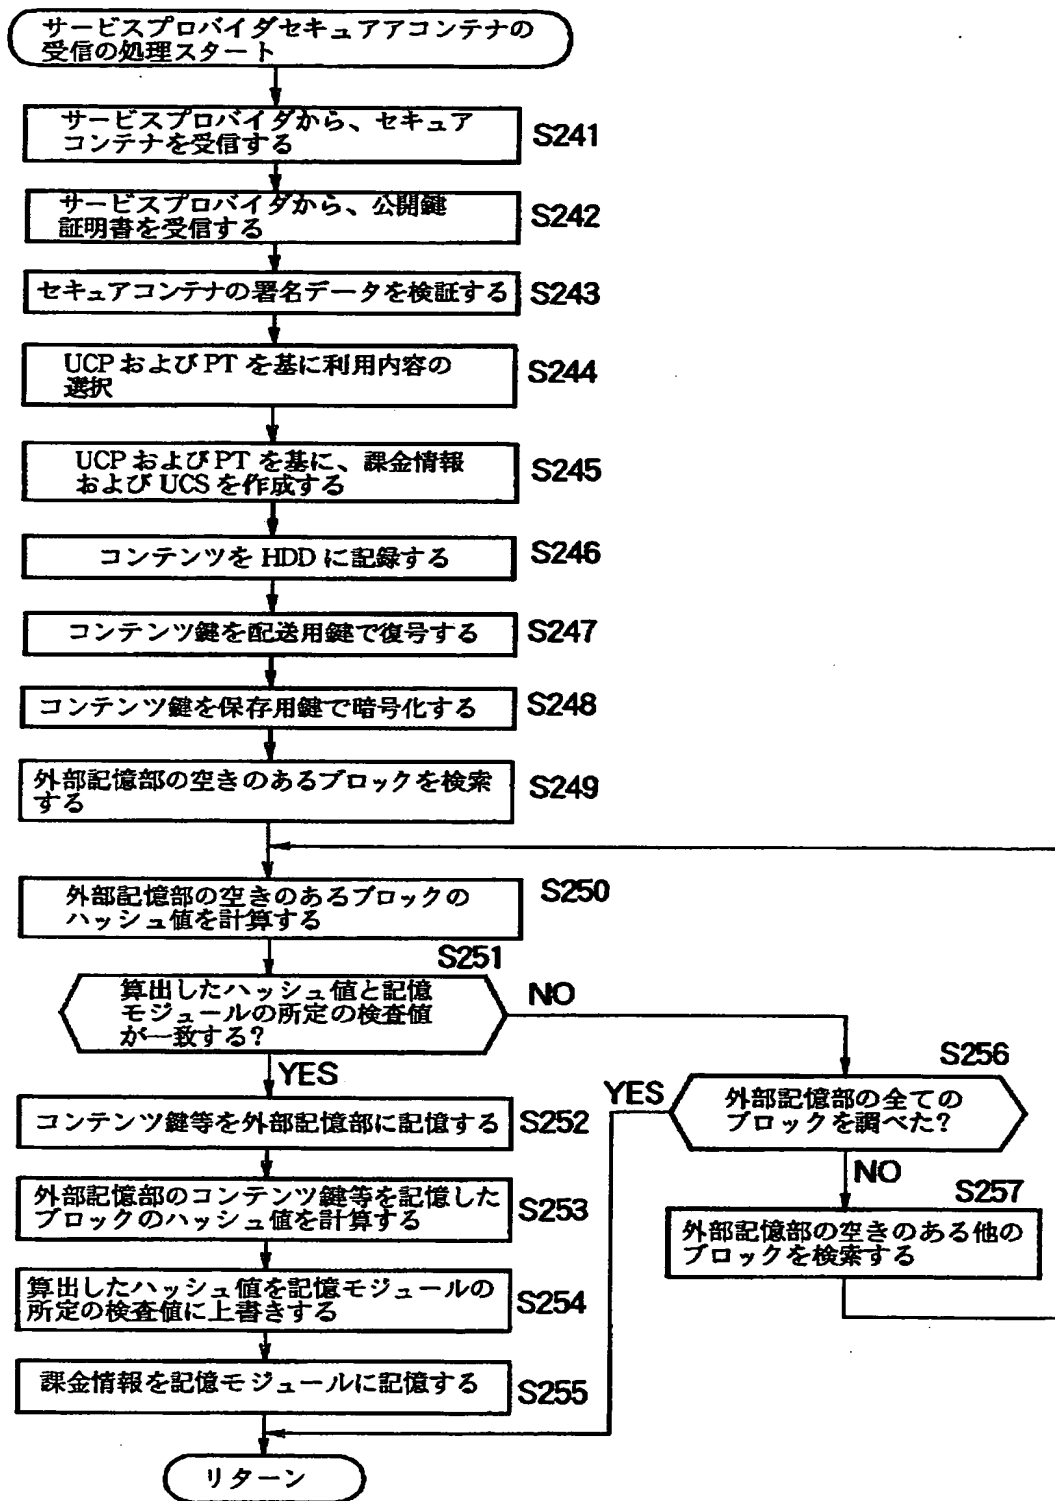 サービスプロバイダセキュアアコンテナの
受信の処理スタート
サービスプロバイダから、セキュア
コンテナを受信する
S241
サービスプロバイダから、公開鍵
証明書を受信する
S242
セキュアコンテナの署名データを検証する
S243
UCP および PT を基に利用内容の
選択
S244
UCP および PT を基に、課金情報
および UCS を作成する
S245
コンテンツを HDD に記録する
S246
コンテンツ鍵を配送用鍵で復号する
S247
コンテンツ鍵を保存用鍵で暗号化する
S248
外部記憶部の空きのあるブロックを検索
する
S249
外部記憶部の空きのあるブロックの
ハッシュ値を計算する
S250
S251
算出したハッシュ値と記憶
モジュールの所定の検査値
が一致する?
NO
YES
S256
外部記憶部の全ての
ブロックを調べた?
YES
NO
コンテンツ鍵等を外部記憶部に記憶する
S252
S257
外部記憶部の空きのある他の
ブロックを検索する
外部記憶部のコンテンツ鍵等を記憶した
ブロックのハッシュ値を計算する
S253
算出したハッシュ値を記憶モジュールの
所定の検査値に上書きする
S254
課金情報を記憶モジュールに記憶する
S255
リターン